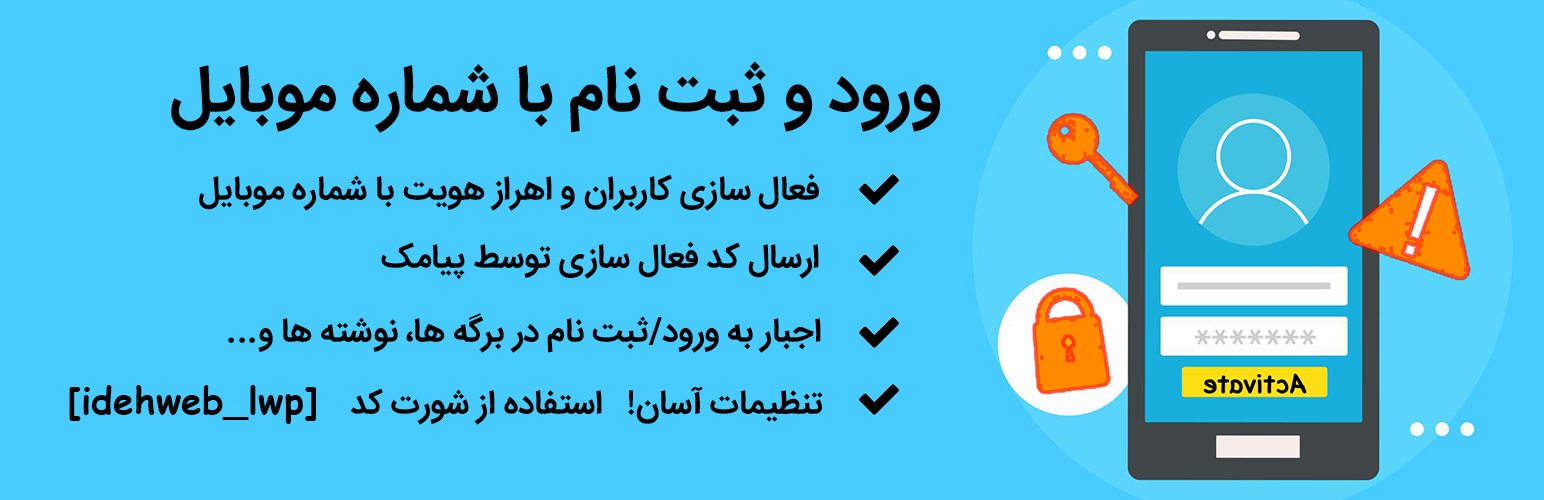 ورود و ثبت نام با شماره موبایل
فعال سازی کاربران و اهراز هویت با شماره موبایل
ارسال کد فعال سازی توسط پیامک
اجبار به ورود/ثبت نام در برگه ها، نوشته ها و...
تنظیمات آسان! استفاده از شورت کد [idehweb_lwp]
*******
Activate